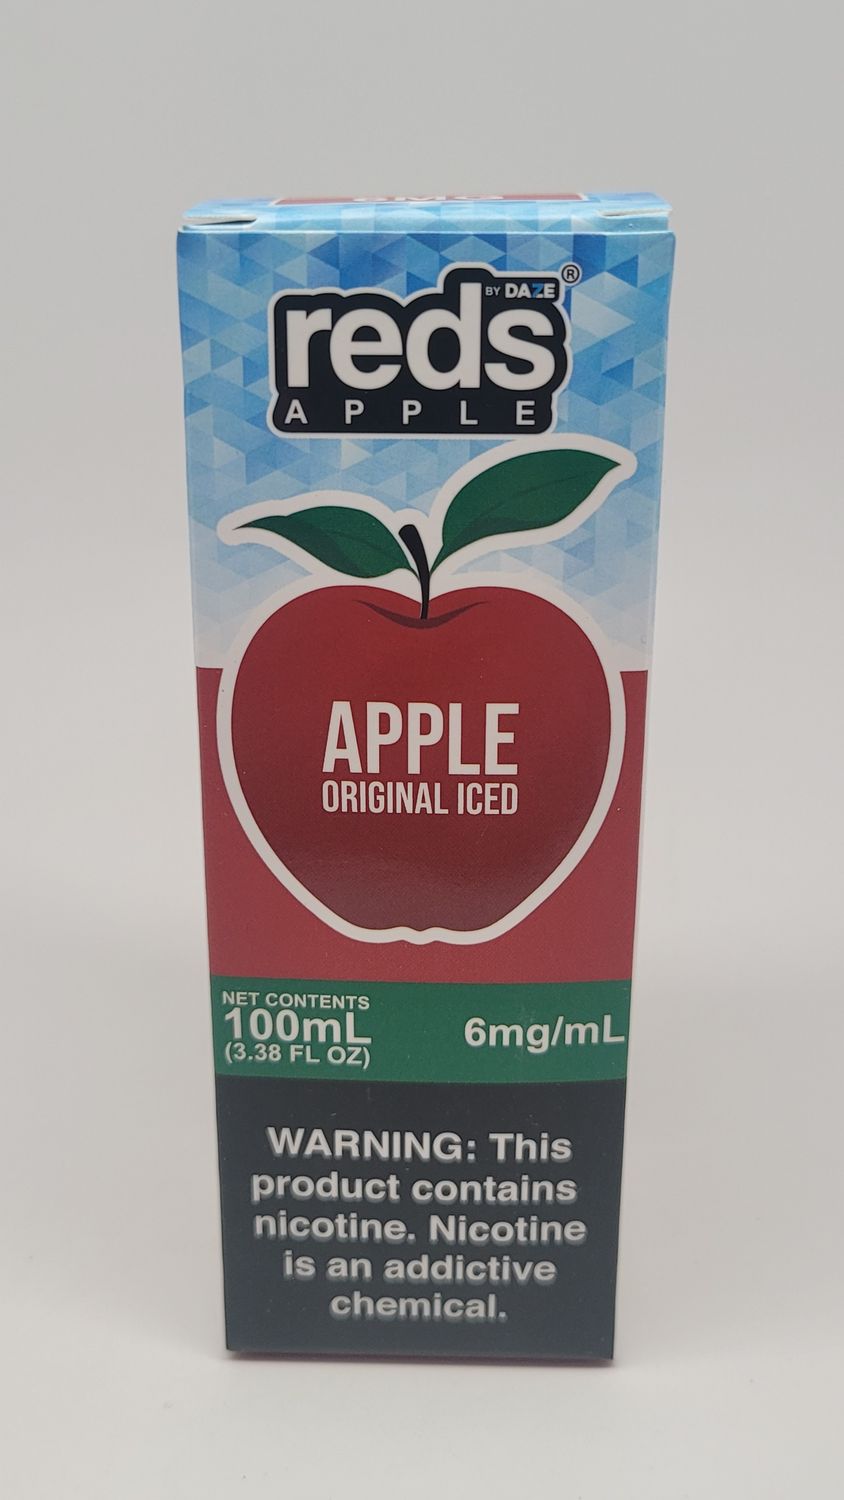 BY DAZE
®
reds
APPLE
APPLE
ORIGINAL ICED
NET CONTENTS
100mL
(3.38 FL OZ)
6mg/mL
WARNING: This
product contains
nicotine. Nicotine
is an addictive
chemical.